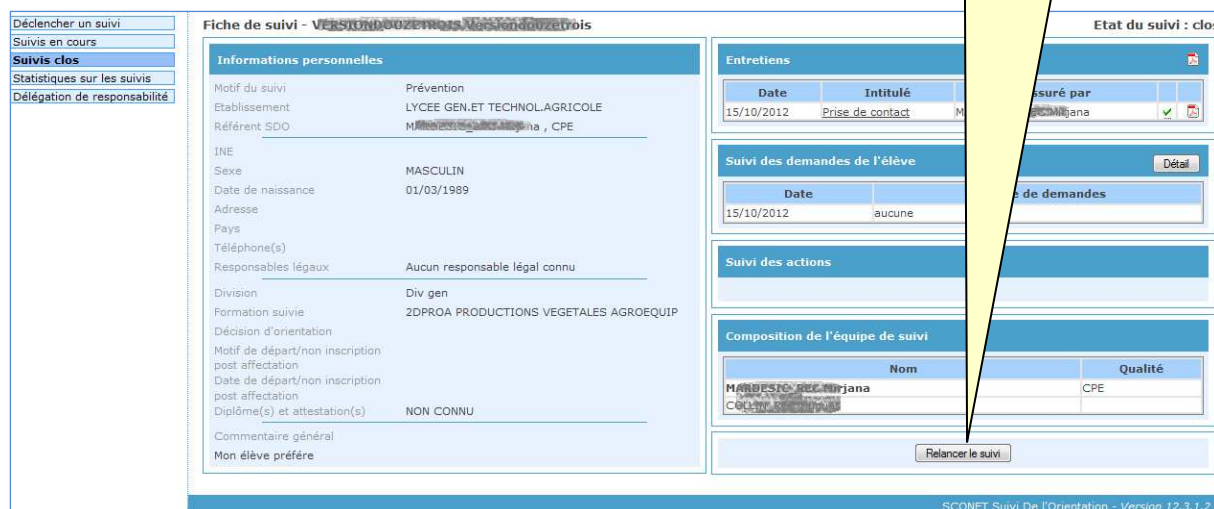 Déclencher un suivi
Suivis en cours
Suivis clos
Statistiques sur les suivis
Délégation de responsabilité
Fiche de suivi - VERSIONDOUZETROIS Versiondouzetrois
Etat du suivi : clos
Informations personnelles
Motif du suivi Prévention
Etablissement LYCEE GEN.ET TECHNOL.AGRICOLE
Référent SDO , CPE
INE
Sexe MASCULIN
Date de naissance 01/03/1989
Adresse
Pays
Téléphone(s)
Responsables légaux Aucun responsable légal connu
Division Div gen
Formation suivie 2DPROA PRODUCTIONS VEGETALES AGROEQUIP
Décision d'orientation
Motif de départ/non inscription
post affectation
Date de départ/non inscription
post affectation
Diplôme(s) et attestation(s) NON CONNU
Commentaire général
Mon élève préfére
Entretiens
Date Intitulé suré par
15/10/2012 Prise de contact M jana
Suivi des demandes de l'élève Détail
Date de demandes
15/10/2012 aucune
Suivi des actions
Composition de l'équipe de suivi
Nom Qualité
Mirjana CPE
Relancer le suivi
SCONET Suivi De l'Orientation - Version 12.3.1.2